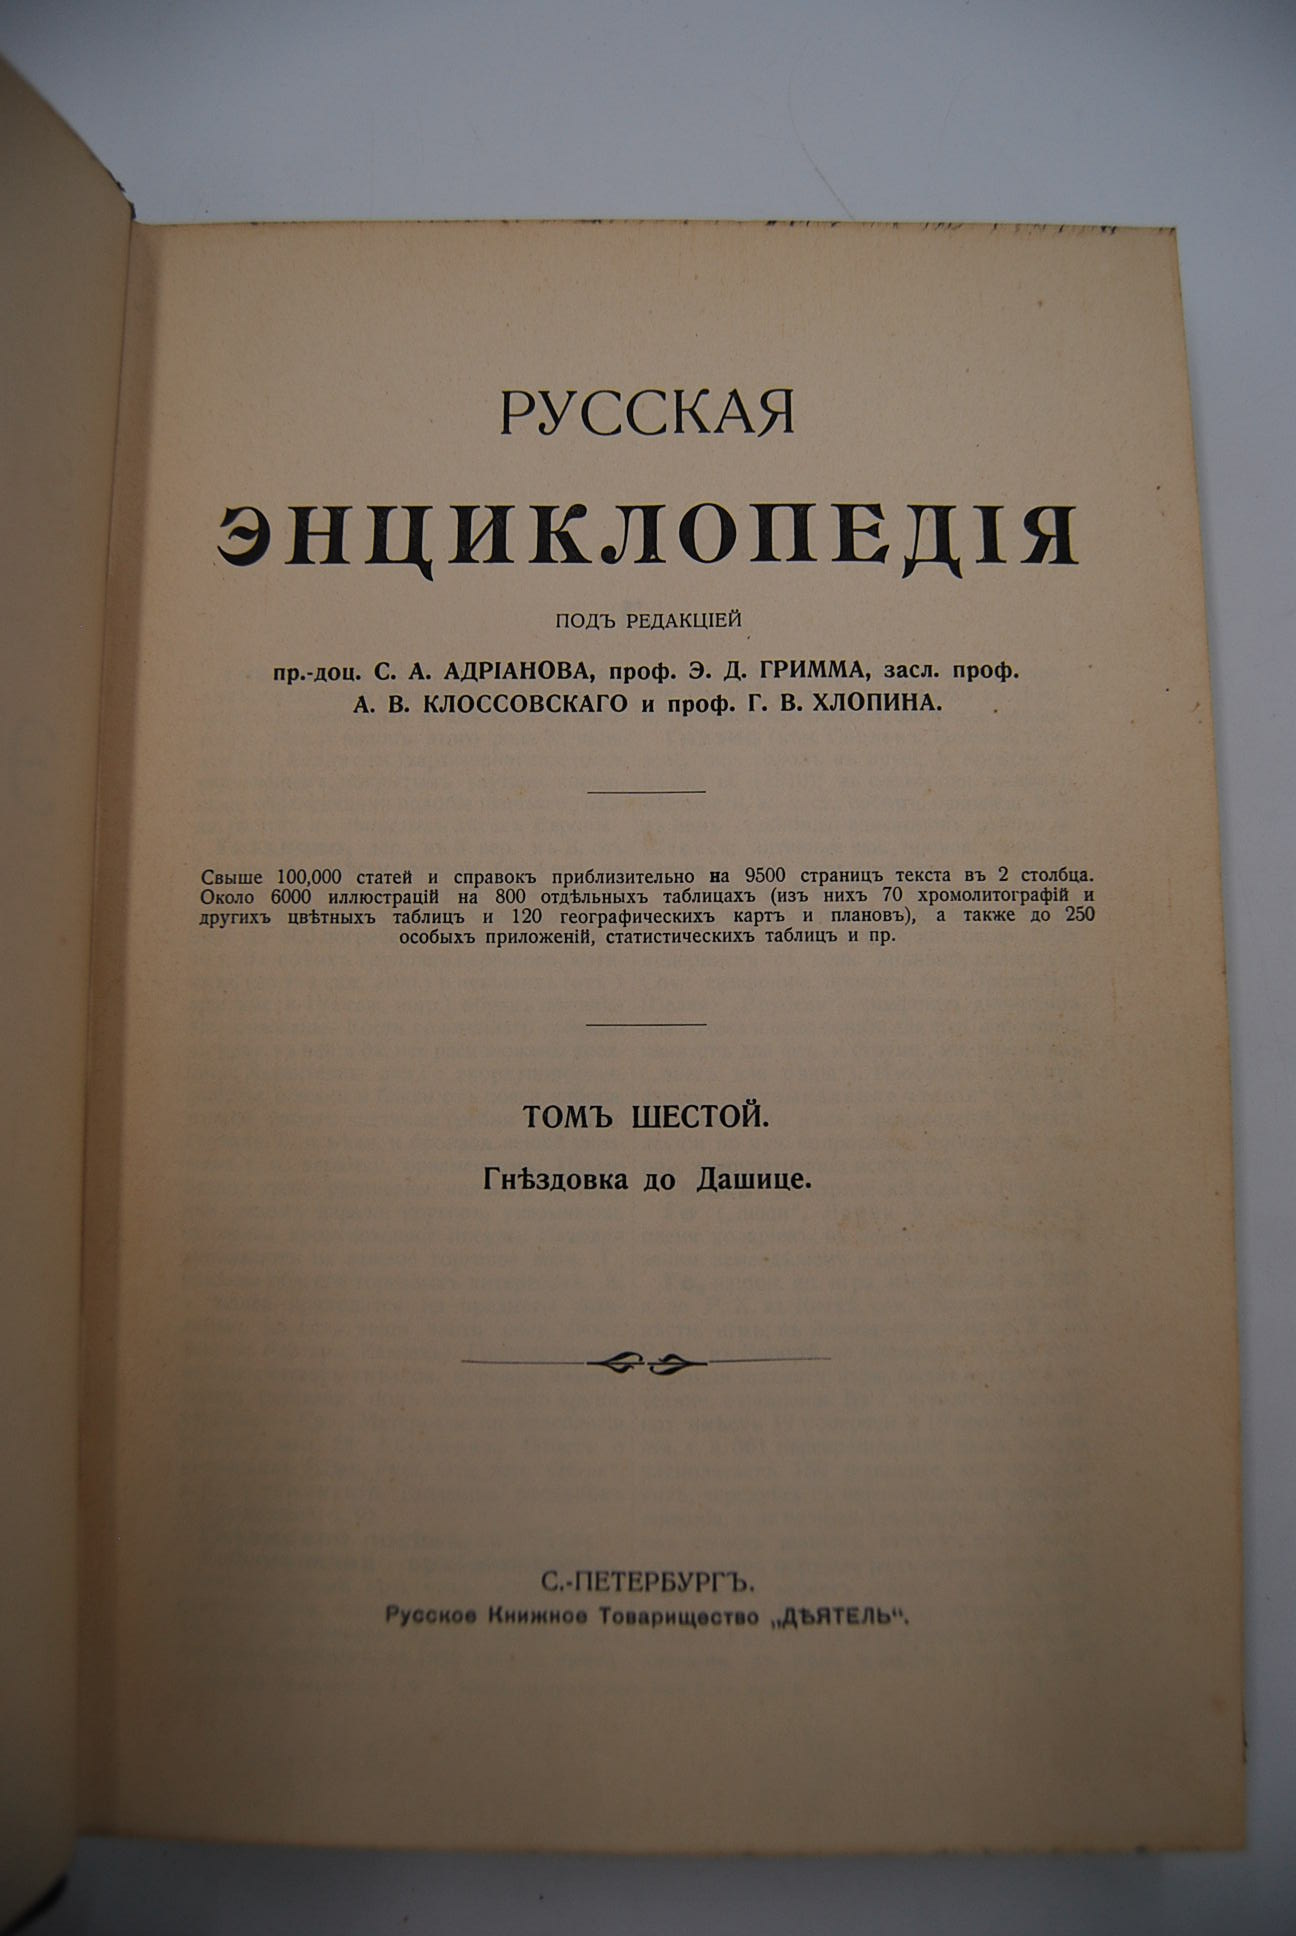 РУССКАЯ
ЭНЦИКЛОПЕДІЯ
ПОДЪ РЕДАКЦІЕЙ
пр.-доц. С. А. АДРІАНОВА, проф. Э. Д. ГРИММА, засл. проф.
А. В. КЛОССОВСКАГО и проф. Г. В. ХЛОПИНА.
Свыше 100,000 статей и справокъ приблизительно на 9500 страницъ текста въ 2 столбца.
Около 6000 иллюстрацій на 800 отдѣльныхъ таблицахъ (изъ нихъ 70 хромолитографій и
другихъ цвѣтныхъ таблицъ и 120 географическихъ картъ и плановъ), а также до 250
особыхъ приложеній, статистическихъ таблицъ и пр.
ТОМЪ ШЕСТОЙ.
Гнѣздовка до Дашице.
С.-ПЕТЕРБУРГЪ.
Русское Книжное Товарищество „ДѢЯТЕЛЬ“.